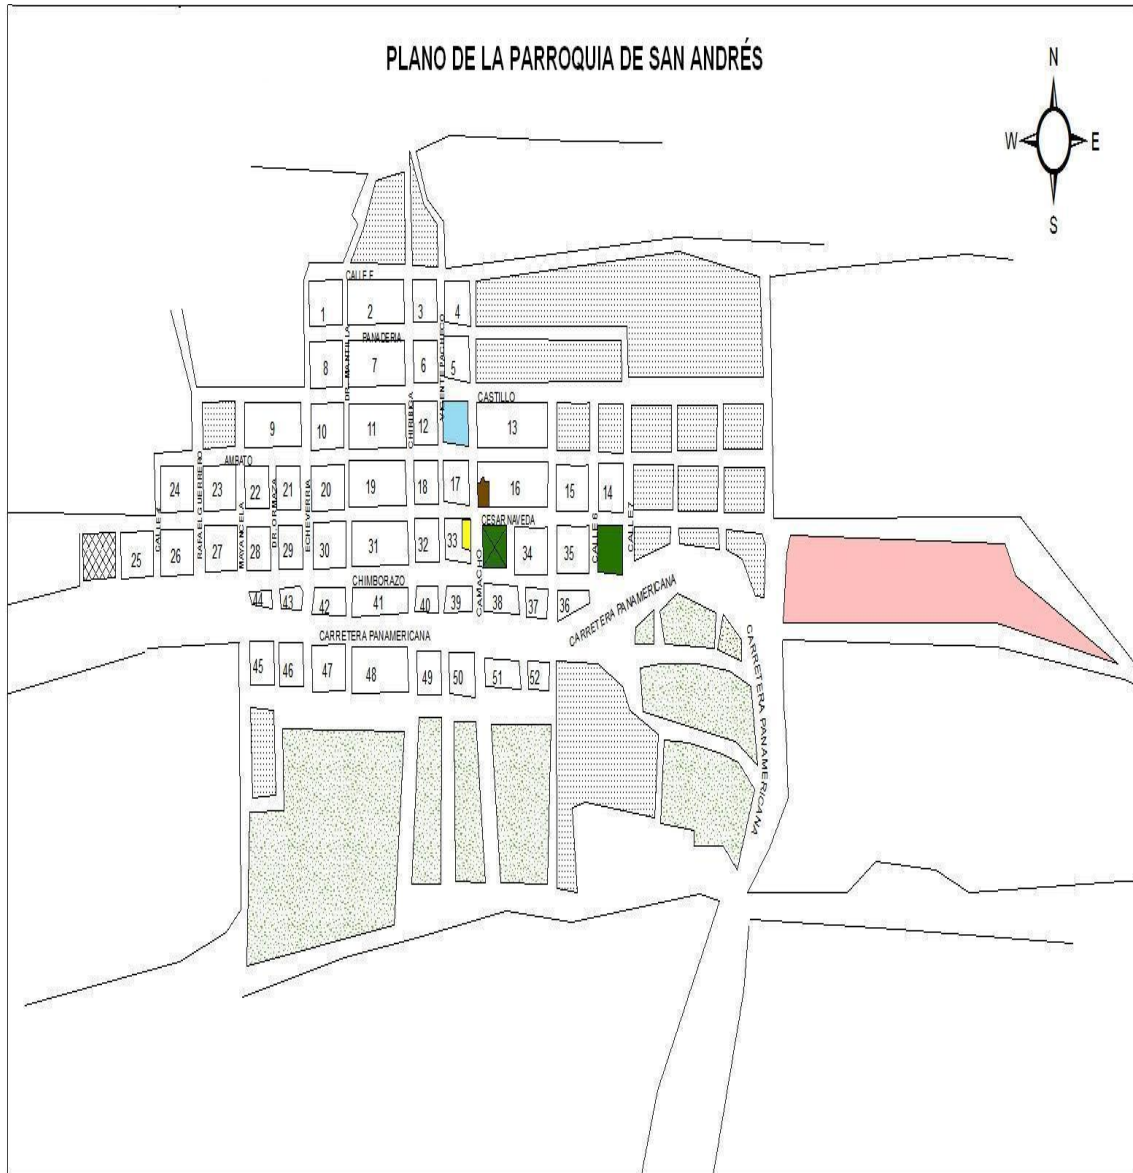 PLANO DE LA PARROQUIA DE SAN ANDRÉS
N
W E
S
CALLE E
1 2 3 4
PANADERIA
DR. MANTILLA
VICENTE PACHECO
8 7 6 5
CASTILLO
CHIRIBIGA
9 10 11 12 13
AMBATO
RAFAEL GUERRERO
24 23 22 21 20 19 18 17 16 15 14
MAYANCELA
DR. ORMAZA
ECHEVERRIA
CESAR NAVEDA
CALLE 6
CALLE 7
25 26 27 28 29 30 31 32 33 34 35
CAMACHO
CHIMBORAZO
44 43 42 41 40 39 38 37 36
CARRETERA PANAMERICANA
CARRETERA PANAMERICANA
CARRETERA PANAMERICANA
45 46 47 48 49 50 51 52